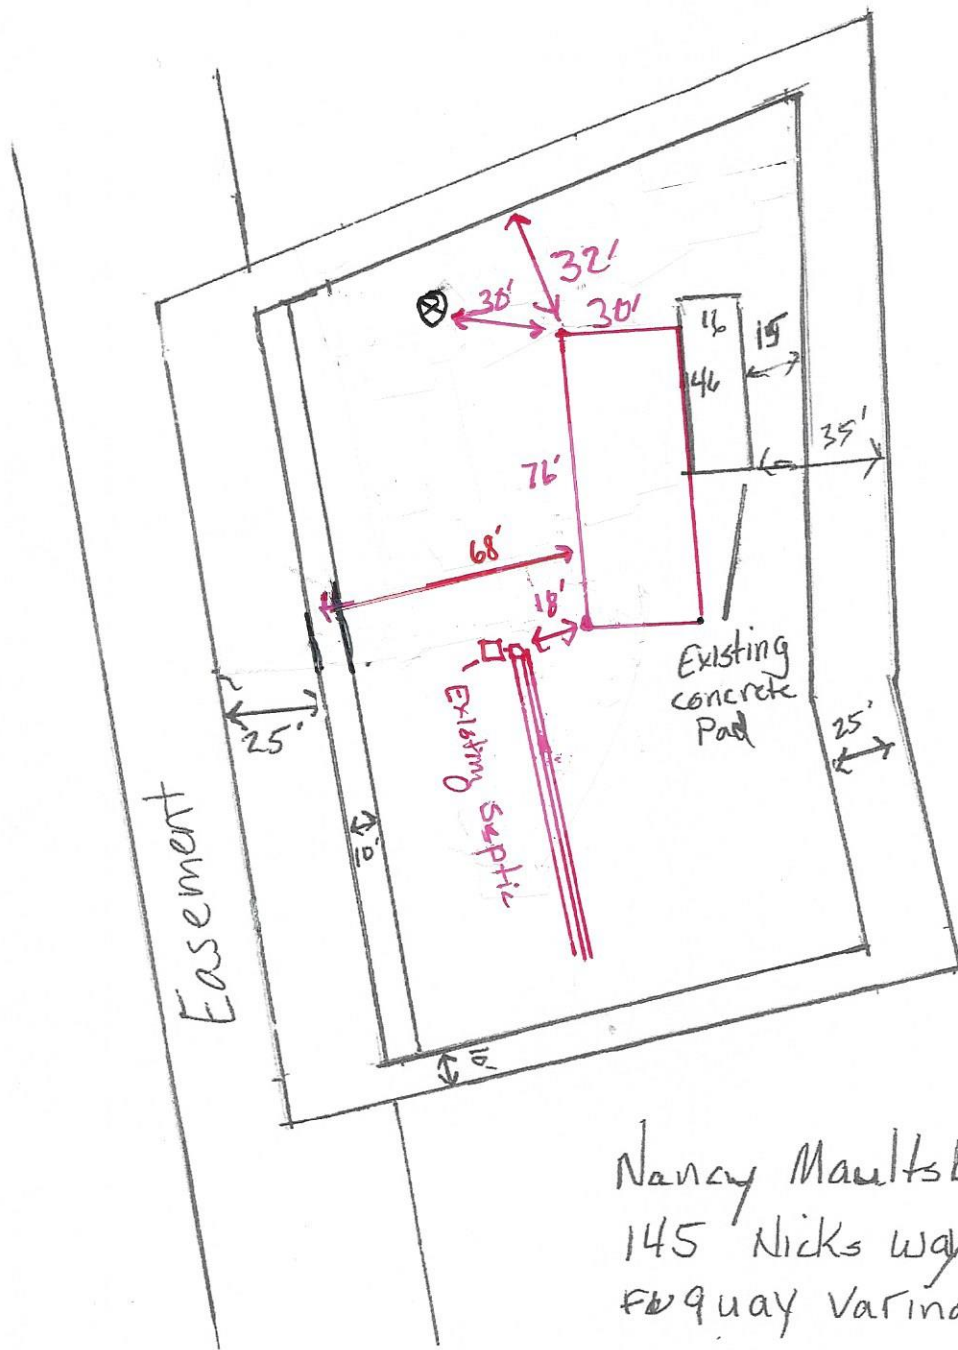 32'
30'
30'
16
15
46
35'
76'
68'
18'
Existing
concrete
Pad
25'
25'
Existing septic
10'
Easement
10'
Nancy
145 Nicks
Fuquay